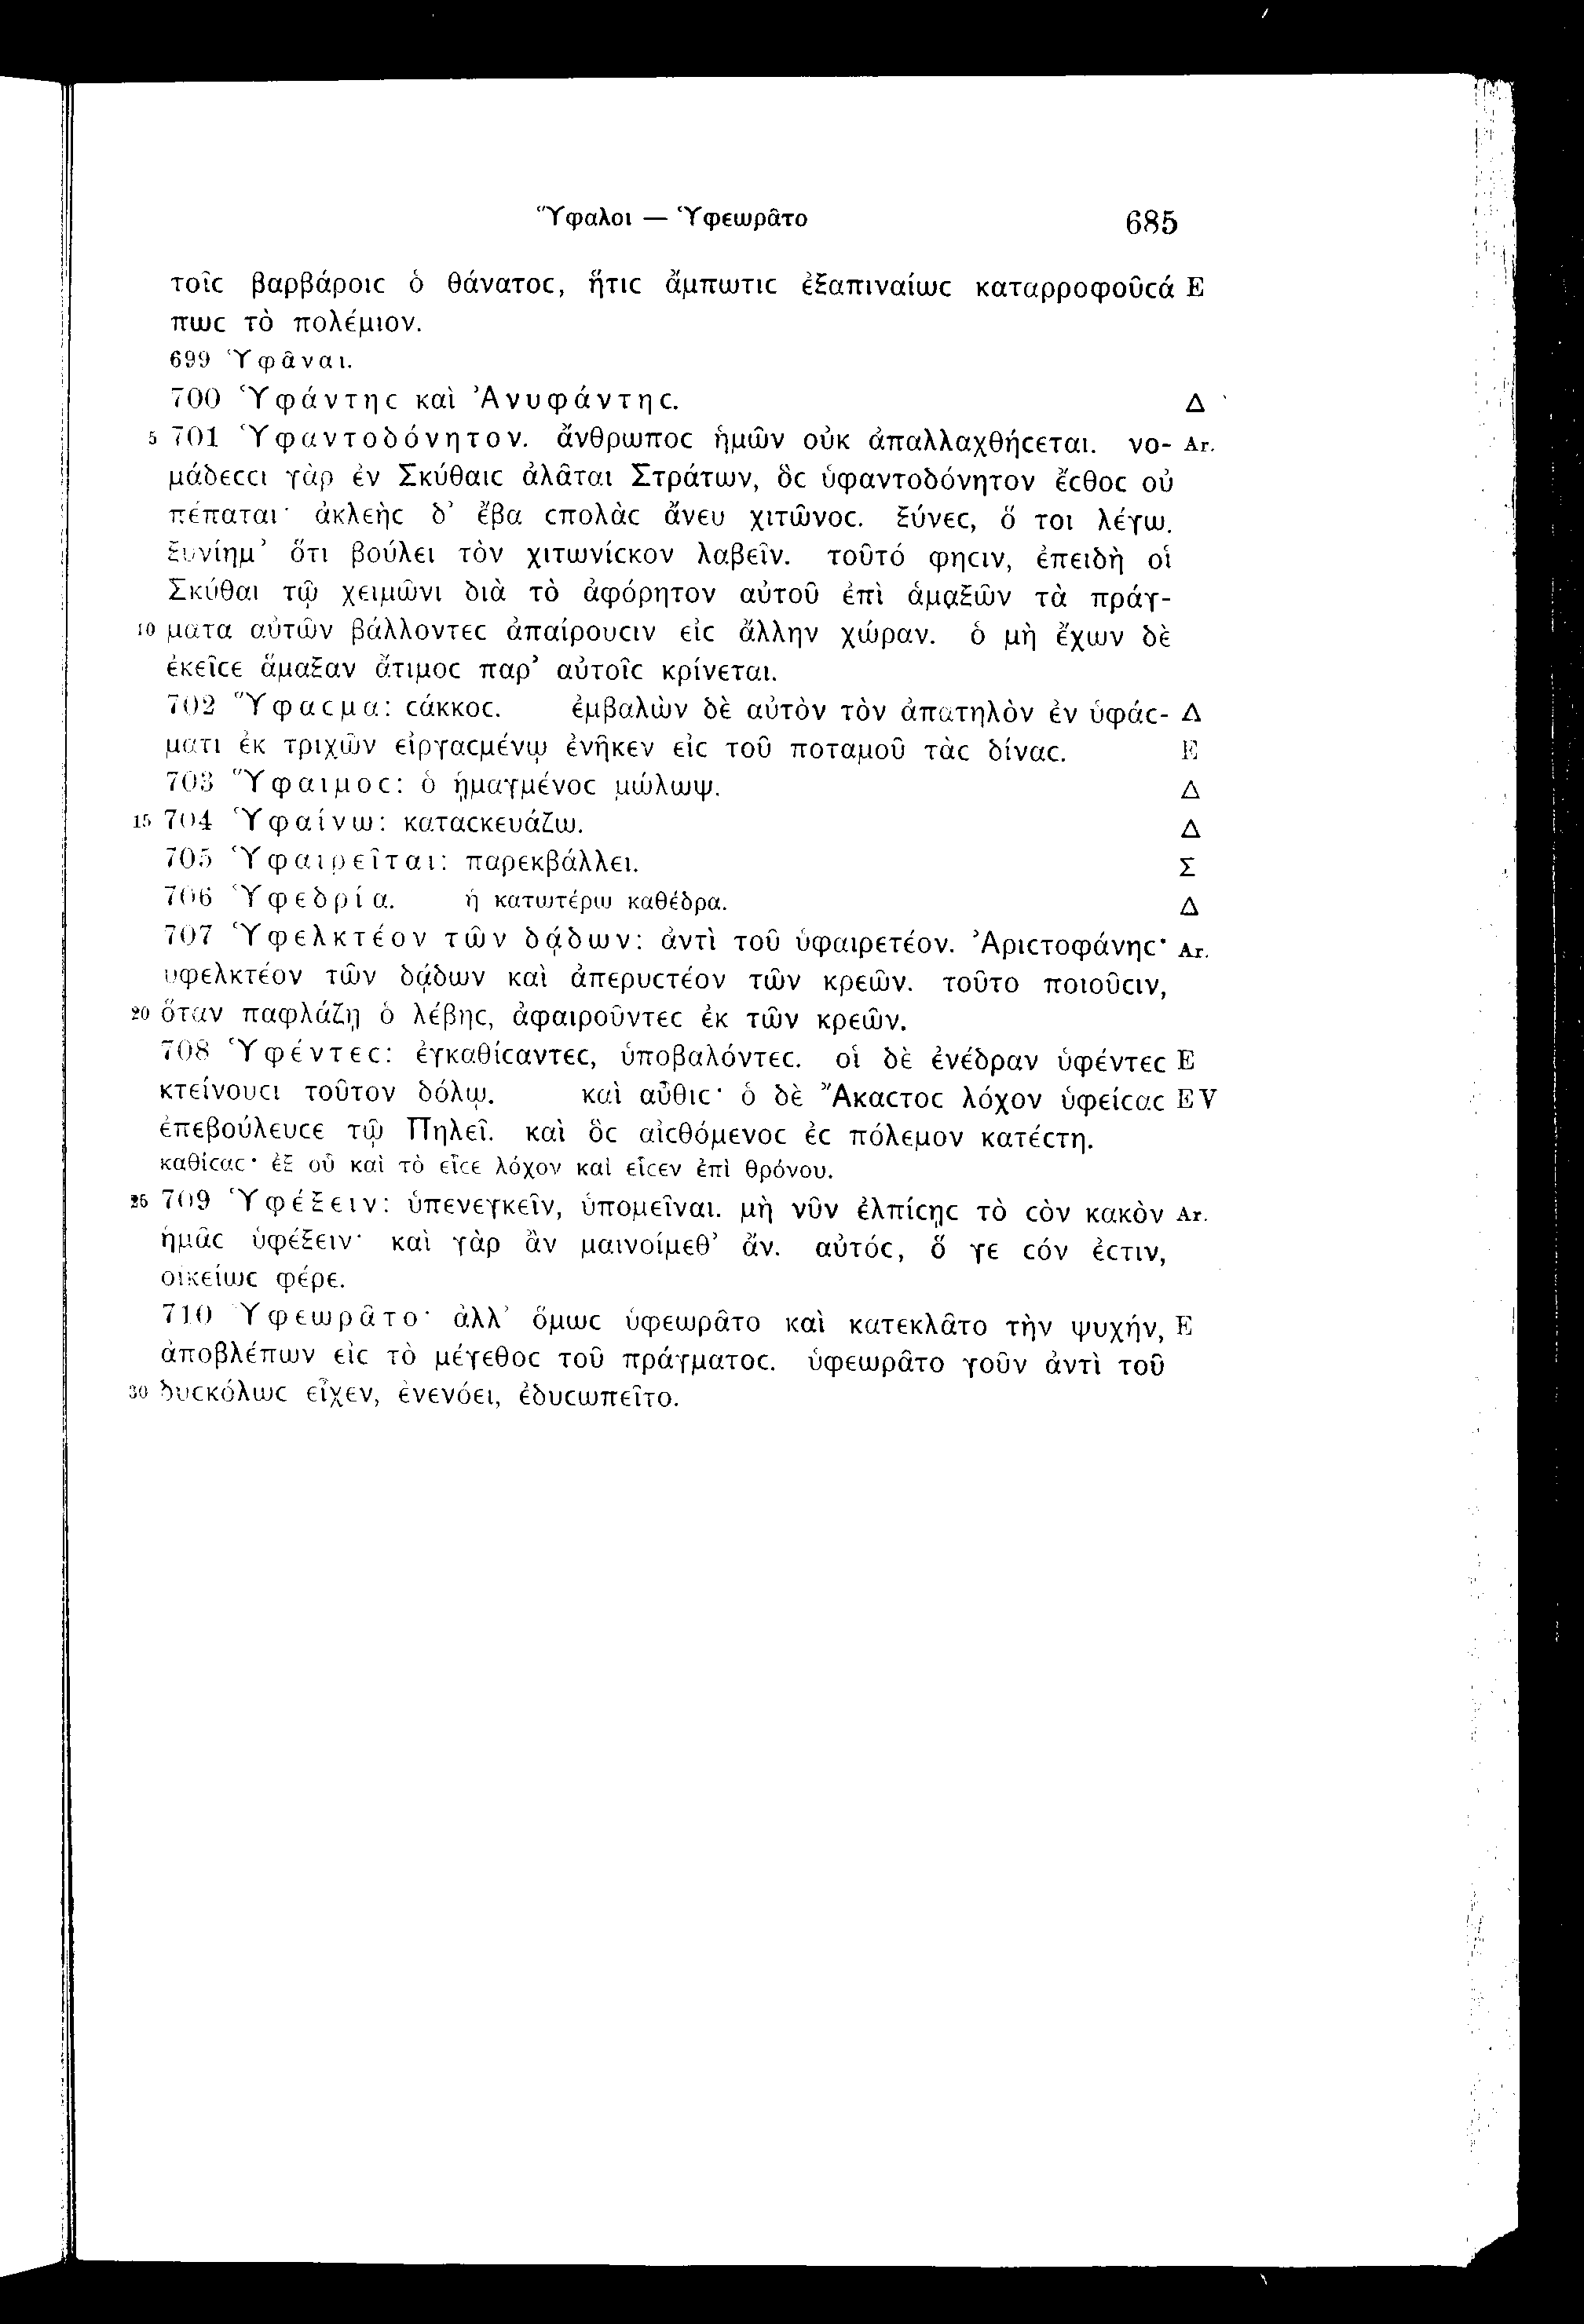 Ὕφαλοι — Ὑφεωρᾶτο 685
τοῖc βαρβάροιc ὁ θάνατοc, ἥτιc ἄμπωτιc ἐξαπιναίωc καταρροφοῦcά E
πωc τὸ πολέμιον.
699 Ὑφᾶναι.
700 Ὑφάντηc καὶ Ἀνυφάντηc. Δ
5 701 Ὑφαντοδόνητον. ἄνθρωποc ἡμῶν οὐκ ἀπαλλαχθήcεται. νο- Ar.
μάδεccι γὰρ ἐν Σκύθαιc ἀλᾶται Στράτων, ὃc ὑφαντοδόνητον ἔcθοc οὐ
πέπαται· ἀκλεὴc δ’ ἔβα cπολὰc ἄνευ χιτῶνοc. ξύνεc, ὅ τοι λέγω.
ξυνίημ’ ὅτι βούλει τὸν χιτωνίcκον λαβεῖν. τοῦτό φηcιν, ἐπειδὴ οἱ
Σκύθαι τῷ χειμῶνι διὰ τὸ ἀφόρητον αὐτοῦ ἐπὶ ἁμαξῶν τὰ πράγ-
10 ματα αὐτῶν βάλλοντεc ἀπαίρουcιν εἰc ἄλλην χώραν. ὁ μὴ ἔχων δὲ
ἐκεῖcε ἅμαξαν ἄτιμοc παρ’ αὐτοῖc κρίνεται.
702 Ὕφαcμα: cάκκοc. ἐμβαλὼν δὲ αὐτὸν τὸν ἀπατηλὸν ἐν ὑφάc- Δ
ματι ἐκ τριχῶν εἰργαcμένῳ ἐνῆκεν εἰc τοῦ ποταμοῦ τὰc δίναc. E
703 Ὕφαιμοc: ὁ ᾑμαγμένοc μώλωψ. Δ
15 704 Ὑφαίνω: καταcκευάζω. Δ
705 Ὑφαιρεῖται: παρεκβάλλει. Σ
706 Ὑφεδρία. ἡ κατωτέρω καθέδρα. Δ
707 Ὑφελκτέον τῶν δᾴδων: ἀντὶ τοῦ ὑφαιρετέον. Ἀριcτοφάνηc· Ar.
ὑφελκτέον τῶν δᾴδων καὶ ἀπερυcτέον τῶν κρεῶν. τοῦτο ποιοῦcιν,
20 ὅταν παφλάζῃ ὁ λέβηc, ἀφαιροῦντεc ἐκ τῶν κρεῶν.
708 Ὑφέντεc: ἐγκαθίcαντεc, ὑποβαλόντεc. οἱ δὲ ἐνέδραν ὑφέντεc E
κτείνουcι τοῦτον δόλῳ. καὶ αὖθιc· ὁ δὲ Ἄκαcτοc λόχον ὑφείcαc EV
ἐπεβούλευcε τῷ Πηλεῖ. καὶ ὃc αἰcθόμενοc ἐc πόλεμον κατέcτη.
καθίcαc· ἐξ οὗ καὶ τὸ εἷcε λόχον καὶ εἷcεν ἐπὶ θρόνου.
25 709 Ὑφέξειν: ὑπενεγκεῖν, ὑπομεῖναι. μὴ νῦν ἐλπίcῃc τὸ cὸν κακὸν Ar.
ἡμᾶc ὑφέξειν· καὶ γὰρ ἂν μαινοίμεθ’ ἄν. αὐτόc, ὅ γε cόν ἐcτιν,
οἰκείωc φέρε.
710 Ὑφεωρᾶτο· ἀλλ’ ὅμωc ὑφεωρᾶτο καὶ κατεκλᾶτο τὴν ψυχήν, E
ἀποβλέπων εἰc τὸ μέγεθοc τοῦ πράγματοc. ὑφεωρᾶτο γοῦν ἀντὶ τοῦ
30 δυcκόλωc εἶχεν, ἐνενόει, ἐδυcωπεῖτο.